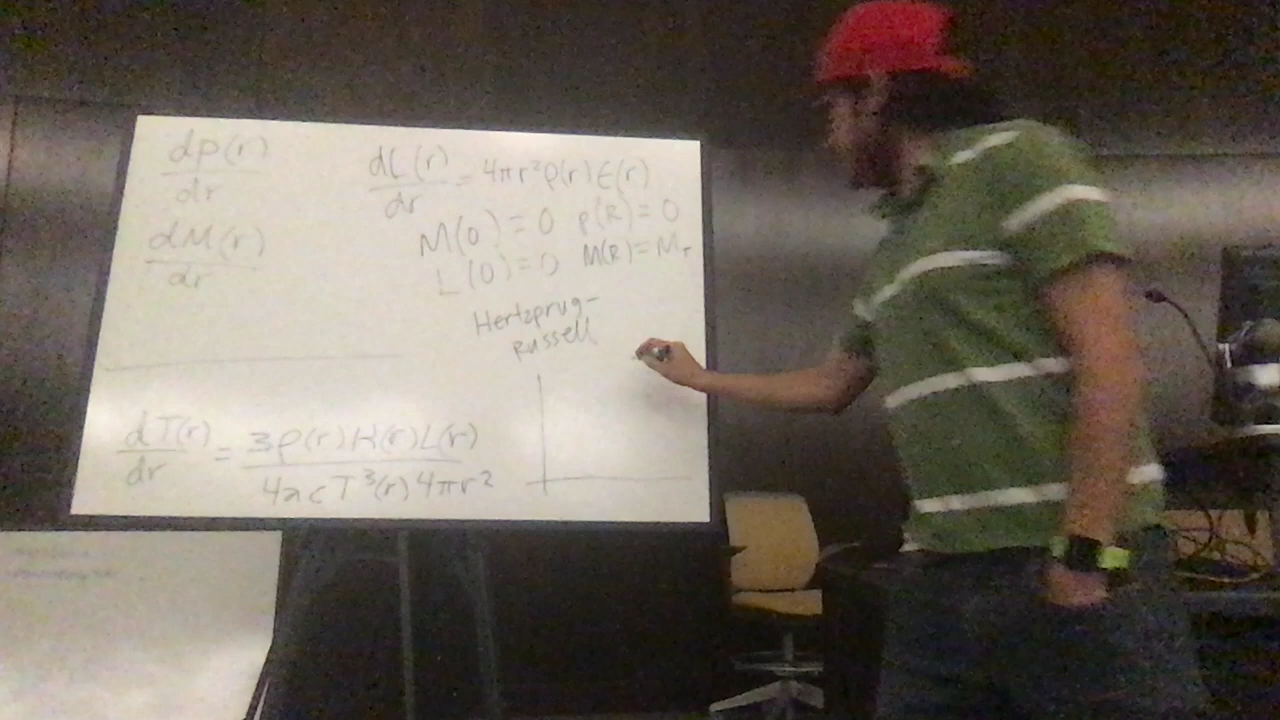 dp(r)
dr
dM(r)
dr
dL(r)
dr
= 4πr²ρ(r)ε(r)
M(0) = 0 p(R) = 0
L(0) = 0 M(R) = M
Hertzprug-
Russell
dT(r)
dr
= 3ρ(r)K(r)L(r)
4acT³(r)4πr²